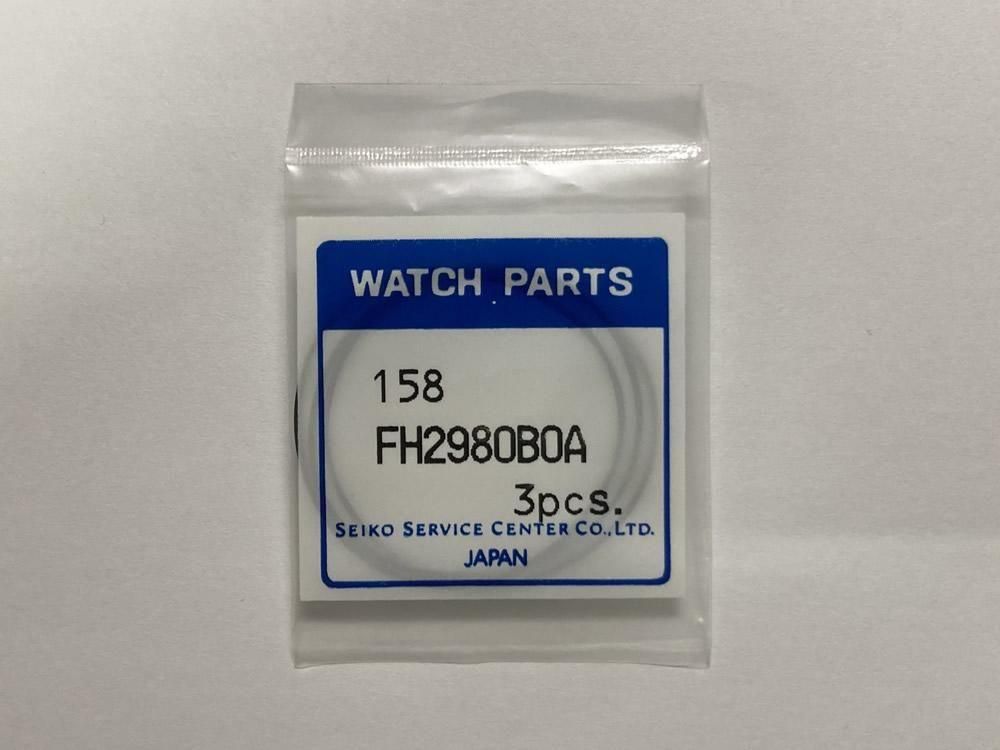 WATCH PARTS
158
FH2980B0A
3pcs.
SEIKO SERVICE CENTER CO.,LTD.
JAPAN